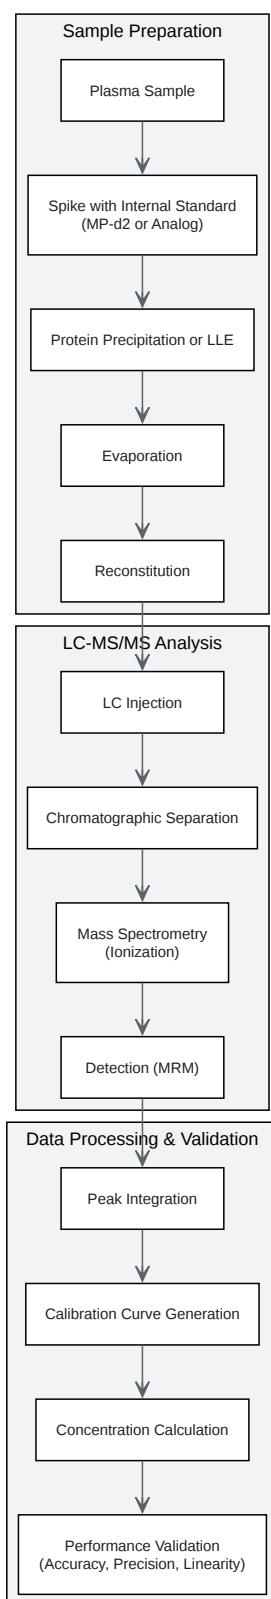 Sample Preparation
Plasma Sample
Spike with Internal Standard
(MP-d2 or Analog)
Protein Precipitation or LLE
Evaporation
Reconstitution
LC-MS/MS Analysis
LC Injection
Chromatographic Separation
Mass Spectrometry
(Ionization)
Detection (MRM)
Data Processing & Validation
Peak Integration
Calibration Curve Generation
Concentration Calculation
Performance Validation
(Accuracy, Precision, Linearity)